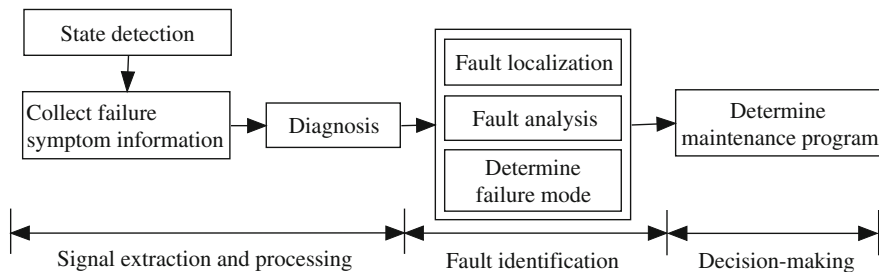 State detection
Collect failure
symptom information
Diagnosis
Fault localization
Fault analysis
Determine
failure mode
Determine
maintenance program
Signal extraction and processing
Fault identification
Decision-making